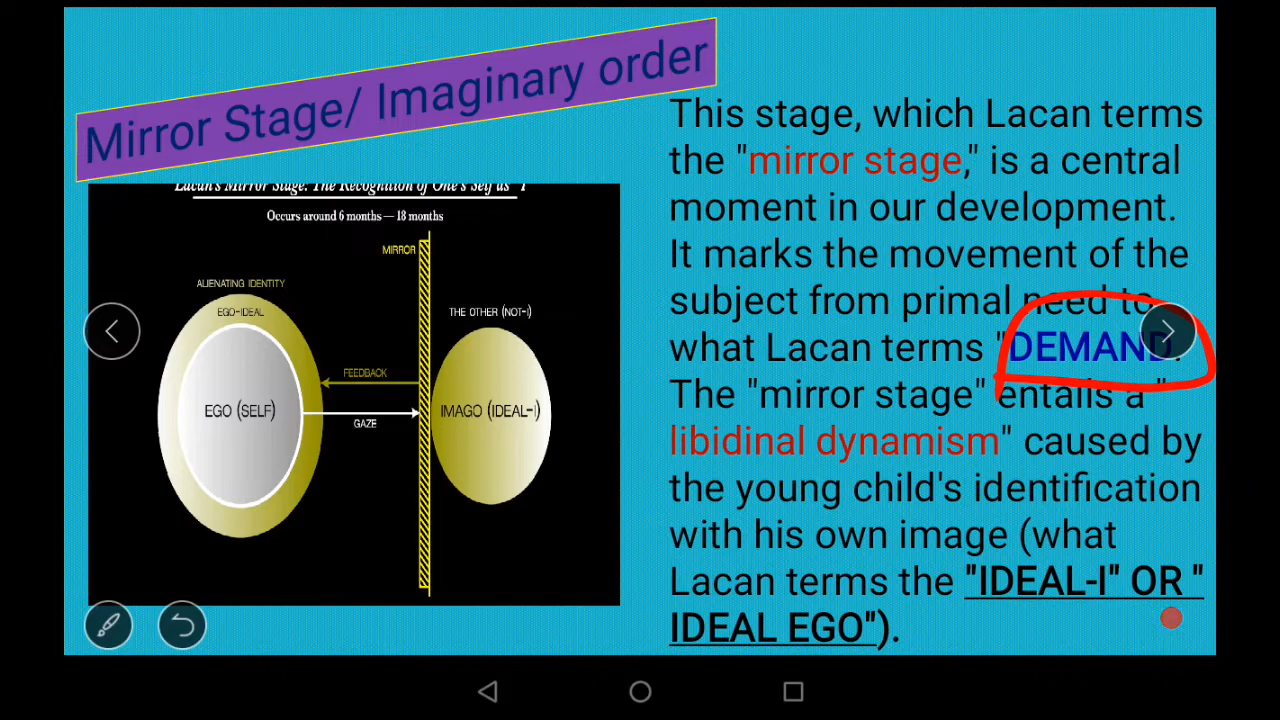 Mirror Stage/ Imaginary order
Lacan's Mirror Stage: The Recognition of One's Self as "I"
Occurs around 6 months — 18 months
MIRROR
ALIENATING IDENTITY
EGO-IDEAL
THE OTHER (NOT-I)
FEEDBACK
EGO (SELF)
IMAGO (IDEAL-I)
GAZE
This stage, which Lacan terms
the "mirror stage," is a central
moment in our development.
It marks the movement of the
subject from primal need to
what Lacan terms "DEMAND.
The "mirror stage" entails a"
libidinal dynamism" caused by
the young child's identification
with his own image (what
Lacan terms the "IDEAL-I" OR "
IDEAL EGO").